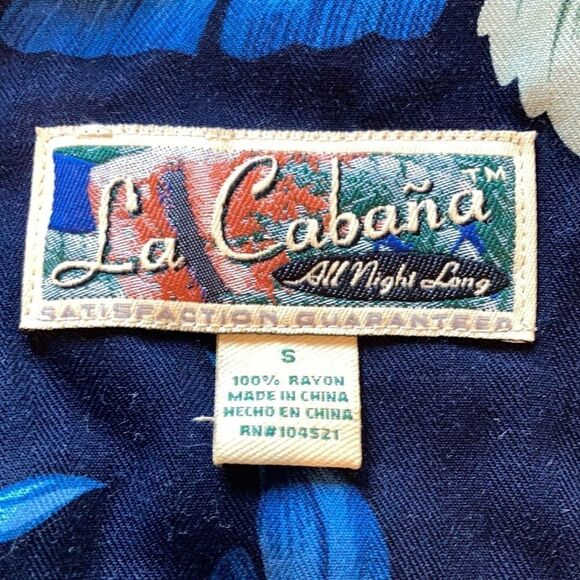 La Cabaña™
All Night Long
SATISFACTION GUARANTEED
S
100% RAYON
MADE IN CHINA
HECHO EN CHINA
RN#104521